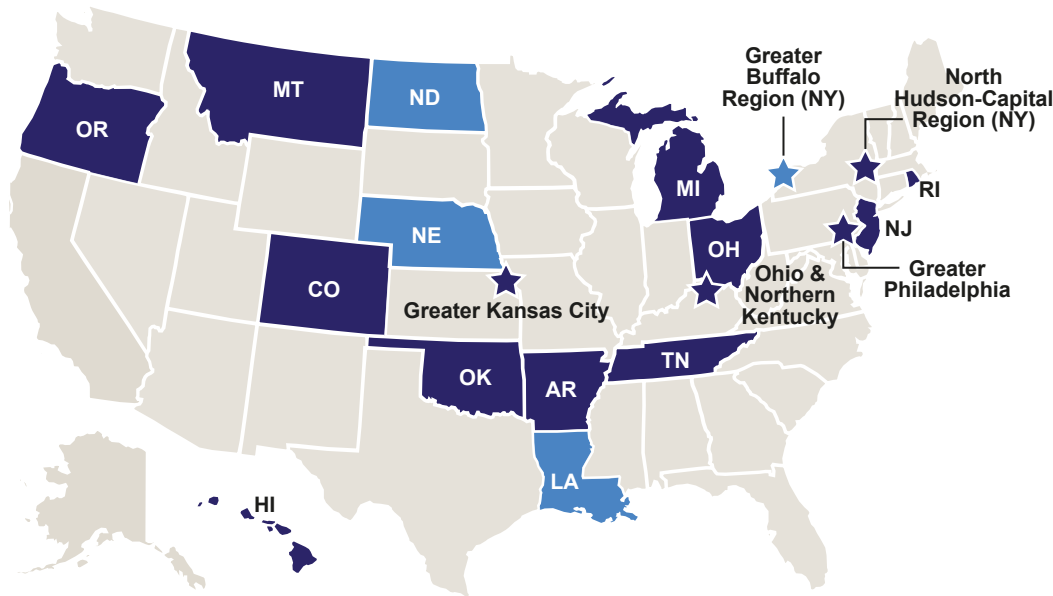 Greater
Buffalo
Region (NY)
North
Hudson-Capital
Region (NY)
MT
ND
OR
MI
RI
NE
NJ
OH
CO
Greater Kansas City
Ohio &
Northern
Kentucky
Greater
Philadelphia
TN
OK
AR
LA
HI